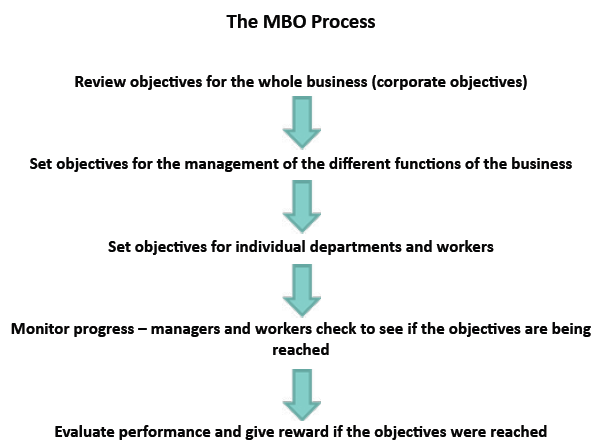 The MBO Process
Review objectives for the whole business (corporate objectives)
Set objectives for the management of the different functions of the business
Set objectives for individual departments and workers
Monitor progress – managers and workers check to see if the objectives are being
reached
Evaluate performance and give reward if the objectives were reached